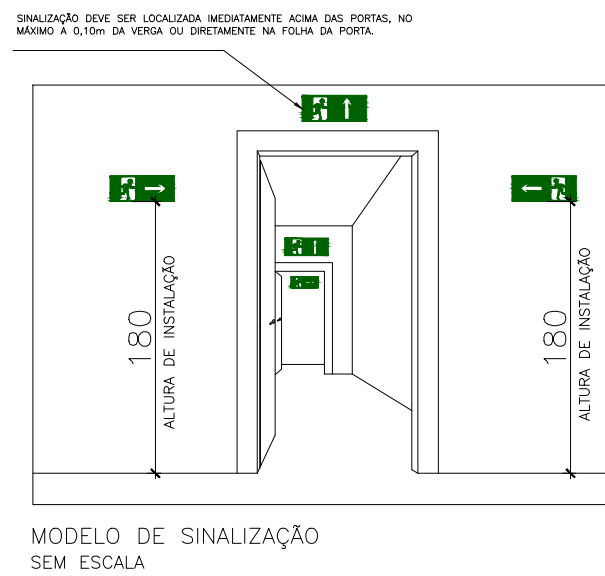 SINALIZAÇÃO DEVE SER LOCALIZADA IMEDIATAMENTE ACIMA DAS PORTAS, NO
MÁXIMO A 0,10m DA VERGA OU DIRETAMENTE NA FOLHA DA PORTA.
180
ALTURA DE INSTALAÇÃO
180
ALTURA DE INSTALAÇÃO
MODELO DE SINALIZAÇÃO
SEM ESCALA